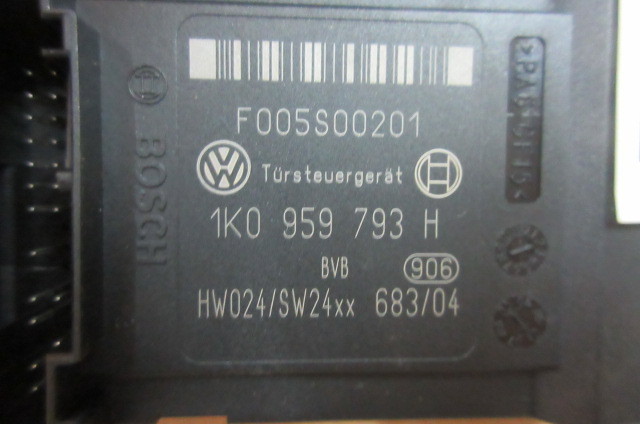 F005S00201
Türsteuergerät
1K0 959 793 H
BVB 906
HW024/SW24xx 683/04
BOSCH